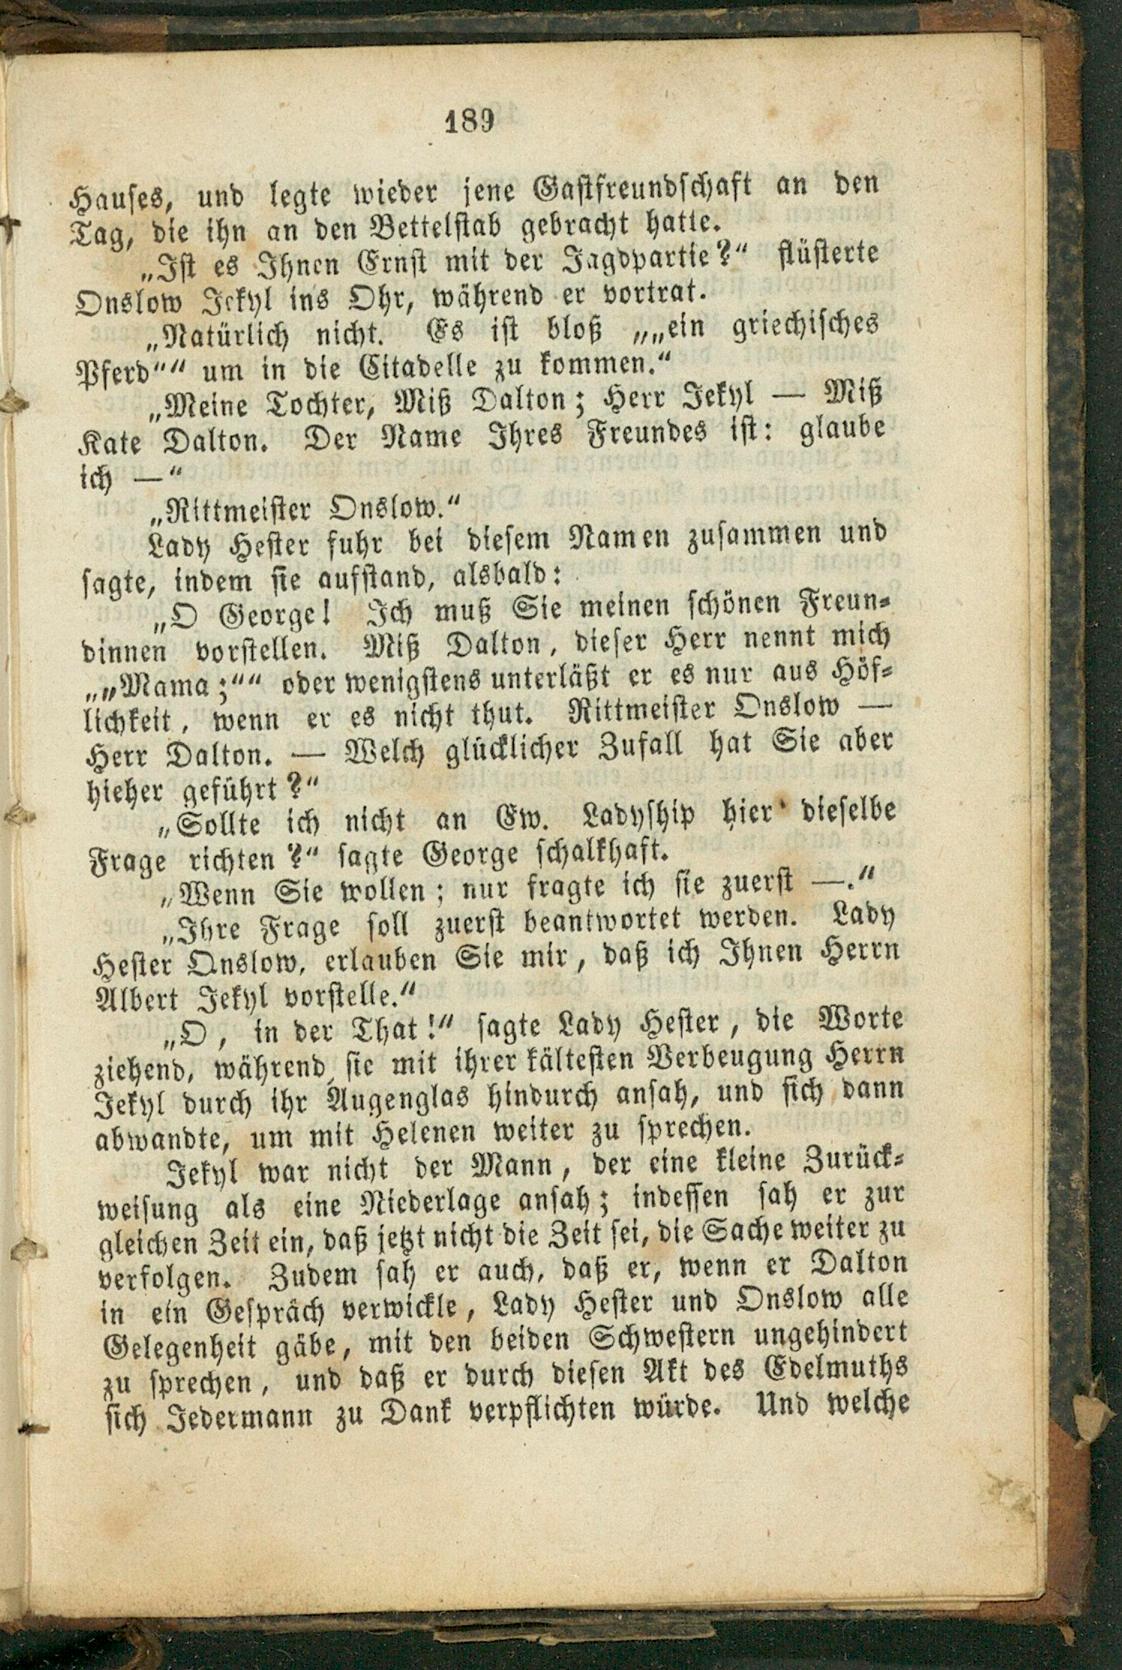 189
Hauses, und legte wieder jene Gastfreundschaft an den
Tag, die ihn an den Bettelstab gebracht hatte.
„Ist es Ihnen Ernst mit der Jagdpartie?“ flüsterte
Onslow Jekyl ins Ohr, während er vortrat.
„Natürlich nicht. Es ist bloß „„ein griechisches
Pferd““ um in die Citadelle zu kommen.“
„Meine Tochter, Miß Dalton; Herr Jekyl — Miß
Kate Dalton. Der Name Ihres Freundes ist: glaube
ich —“
„Rittmeister Onslow.“
Lady Hester fuhr bei diesem Namen zusammen und
sagte, indem sie aufstand, alsbald:
„O George! Ich muß Sie meinen schönen Freun-
dinnen vorstellen. Miß Dalton, dieser Herr nennt mich
„„Mama;““ oder wenigstens unterläßt er es nur aus Höf-
lichkeit, wenn er es nicht thut. Rittmeister Onslow —
Herr Dalton. — Welch glücklicher Zufall hat Sie aber
hieher geführt?“
„Sollte ich nicht an Ew. Ladyship hier dieselbe
Frage richten?“ sagte George schalkhaft.
„Wenn Sie wollen; nur fragte ich sie zuerst —.“
„Ihre Frage soll zuerst beantwortet werden. Lady
Hester Onslow, erlauben Sie mir, daß ich Ihnen Herrn
Albert Jekyl vorstelle.“
„O, in der That!“ sagte Lady Hester, die Worte
ziehend, während sie mit ihrer kältesten Verbeugung Herrn
Jekyl durch ihr Augenglas hindurch ansah, und sich dann
abwandte, um mit Helenen weiter zu sprechen.
Jekyl war nicht der Mann, der eine kleine Zurück-
weisung als eine Niederlage ansah; indessen sah er zur
gleichen Zeit ein, daß jetzt nicht die Zeit sei, die Sache weiter zu
verfolgen. Zudem sah er auch, daß er, wenn er Dalton
in ein Gespräch verwickle, Lady Hester und Onslow alle
Gelegenheit gäbe, mit den beiden Schwestern ungehindert
zu sprechen, und daß er durch diesen Akt des Edelmuths
sich Jedermann zu Dank verpflichten würde. Und welche